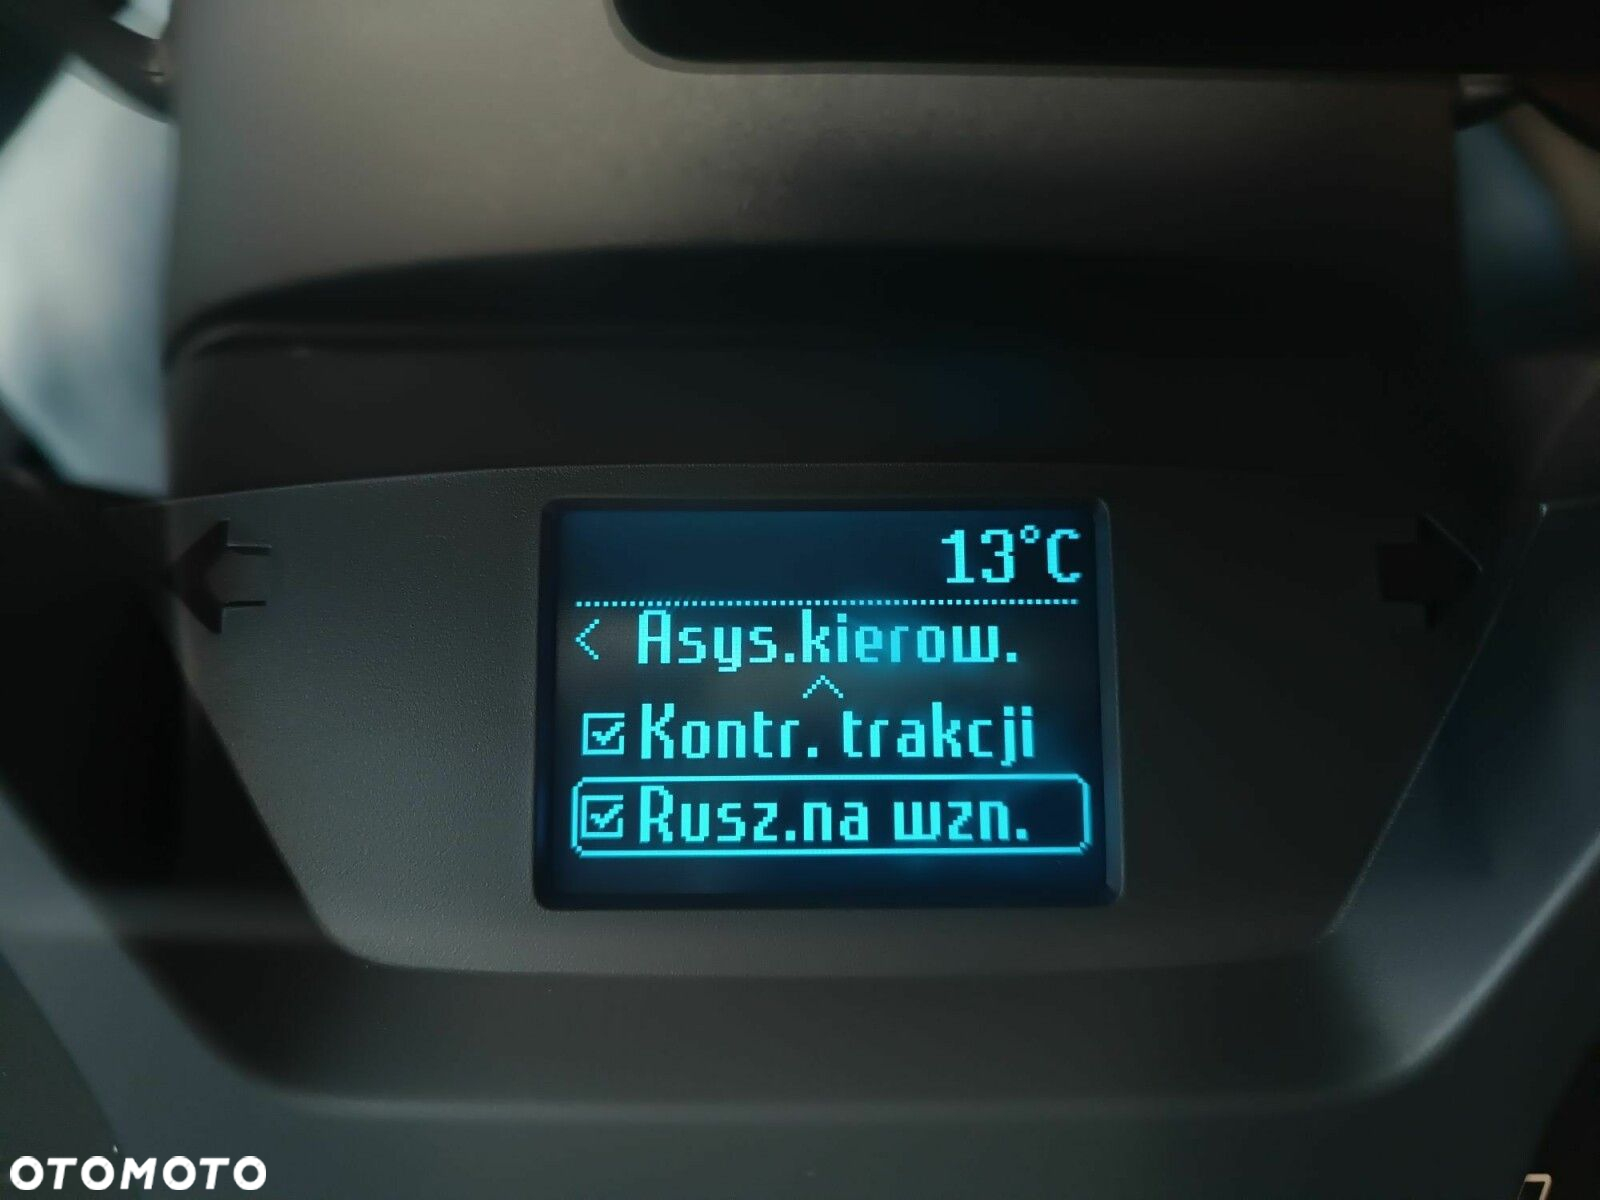 13°C
< Asys.kierow.
Kontr. trakcji
Rusz.na wzn.
OTOMOTO